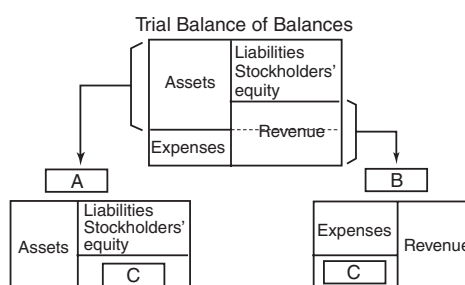 Trial Balance of Balances
Assets
Liabilities
Stockholders'
equity
Expenses
Revenue
A
B
Assets
Liabilities
Stockholders'
equity
C
Expenses
C
Revenue